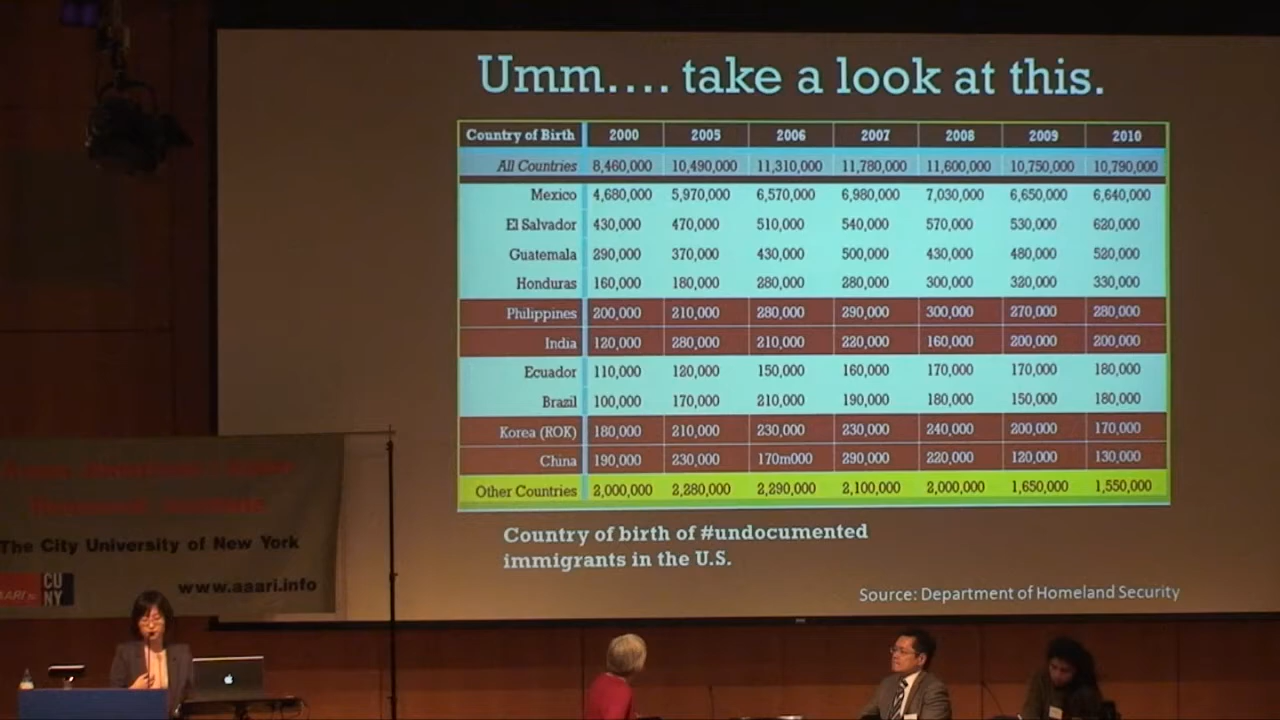 Umm.... take a look at this.
Country of Birth 2000 2005 2006 2007 2008 2009 2010
All Countries 8,460,000 10,490,000 11,310,000 11,780,000 11,600,000 10,750,000 10,790,000
Mexico 4,680,000 5,970,000 6,570,000 6,980,000 7,030,000 6,650,000 6,640,000
El Salvador 430,000 470,000 510,000 540,000 570,000 530,000 620,000
Guatemala 290,000 370,000 430,000 500,000 430,000 480,000 520,000
Honduras 160,000 180,000 280,000 280,000 300,000 320,000 330,000
Philippines 200,000 210,000 280,000 290,000 300,000 270,000 280,000
India 120,000 280,000 210,000 220,000 160,000 200,000 200,000
Ecuador 110,000 120,000 150,000 160,000 170,000 170,000 180,000
Brazil 100,000 170,000 210,000 190,000 180,000 150,000 180,000
Korea (ROK) 180,000 210,000 230,000 230,000 240,000 200,000 170,000
China 190,000 230,000 170m000 290,000 220,000 120,000 130,000
Other Countries 2,000,000 2,280,000 2,290,000 2,100,000 2,000,000 1,650,000 1,550,000
Country of birth of #undocumented
immigrants in the U.S.
Source: Department of Homeland Security
The City University of New York
AARI
CU
NY
www.aaari.info